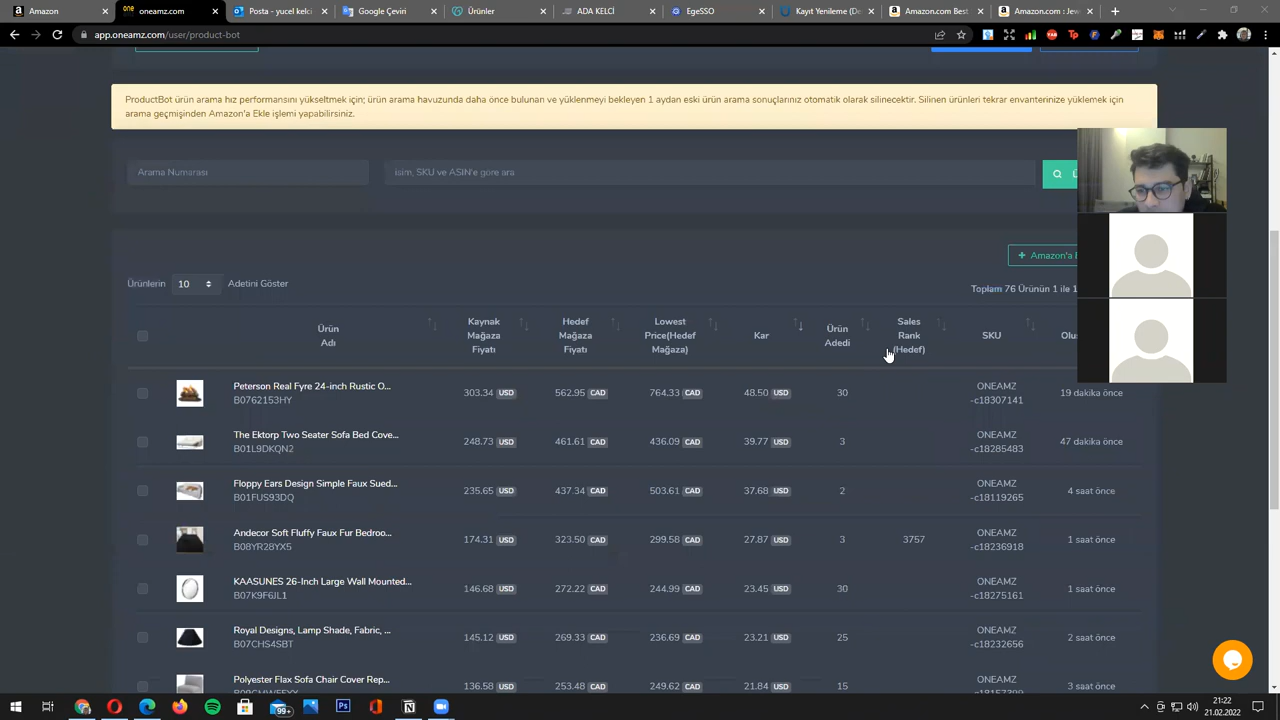 Amazon
oneamz.com
Posta - yucel kelci
Google Çeviri
Ürünler
ADA KELCİ
EgeSSO
Kayıt Yenileme (De
Amazon.com Best
Amazon.com : Jew
app.oneamz.com/user/product-bot
ProductBot ürün arama hız performansını yükseltmek için; ürün arama havuzunda daha önce bulunan ve yüklenmeyi bekleyen 1 aydan eski ürün arama sonuçlarınız otomatik olarak silinecektir. Silinen ürünleri tekrar envanterinize yüklemek için
arama geçmişinden Amazon'a Ekle işlemi yapabilirsiniz.
Arama Numarası
isim, SKU ve ASIN'e göre ara
+ Amazon'a
Ürünlerin 10 Adetini Göster
Toplam 76 Ürünün 1 ile 1
Ürün Adı
Kaynak Mağaza Fiyatı
Hedef Mağaza Fiyatı
Lowest Price(Hedef Mağaza)
Kar
Ürün Adedi
Sales Rank (Hedef)
SKU
Olu
Peterson Real Fyre 24-inch Rustic O...
B0762153HY
303.34 USD
562.95 CAD
764.33 CAD
48.50 USD
30
ONEAMZ
-c18307141
19 dakika önce
The Ektorp Two Seater Sofa Bed Cove...
B01L9DKQN2
248.73 USD
461.61 CAD
436.09 CAD
39.77 USD
3
ONEAMZ
-c18285483
47 dakika önce
Floppy Ears Design Simple Faux Sued...
B01FUS93DQ
235.65 USD
437.34 CAD
503.61 CAD
37.68 USD
2
ONEAMZ
-c18119265
4 saat önce
Andecor Soft Fluffy Faux Fur Bedroo...
B08YR28YX5
174.31 USD
323.50 CAD
299.58 CAD
27.87 USD
3
3757
ONEAMZ
-c18236918
1 saat önce
KAASUNES 26-Inch Large Wall Mounted...
B07K9F6JL1
146.68 USD
272.22 CAD
244.99 CAD
23.45 USD
30
ONEAMZ
-c18275161
1 saat önce
Royal Designs, Lamp Shade, Fabric, ...
B07CHS4SBT
145.12 USD
269.33 CAD
236.69 CAD
23.21 USD
25
ONEAMZ
-c18232656
2 saat önce
Polyester Flax Sofa Chair Cover Rep...
136.58 USD
253.48 CAD
249.62 CAD
21.84 USD
15
ONEAMZ
3 saat önce
99+
21:22
21.02.2022